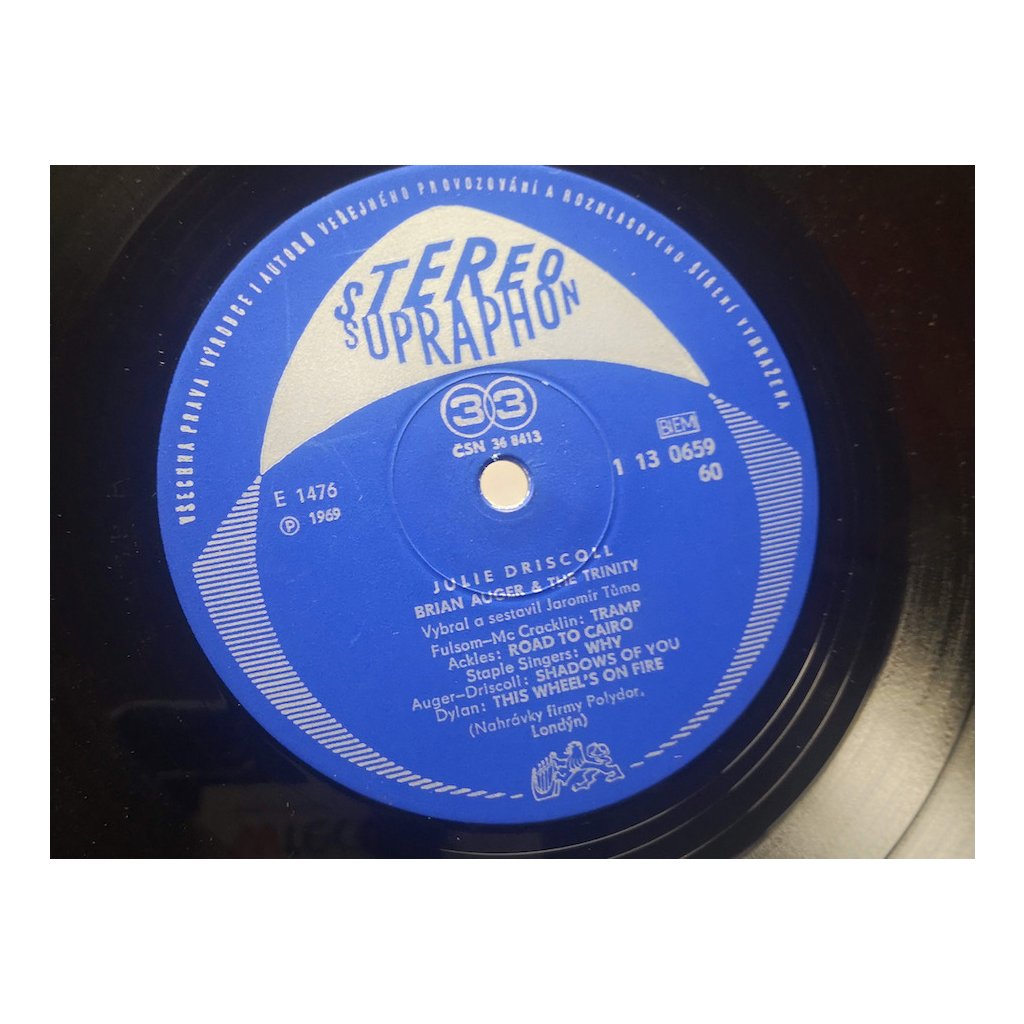 VŠECHNA PRÁVA VÝROBCE I AUTORŮ VEŘEJNÉHO PROVOZOVÁNÍ A ROZHLASOVÉHO ŠÍŘENÍ VYHRAŽENA
STEREO
SUPRAPHON
33
ČSN 36 8413
BIEM
1 13 0659
60
E 1476
Ⓟ 1969
JULIE DRISCOLL
BRIAN AUGER & THE TRINITY
Vybral a sestavil Jaromír Tůma
Fulsom-Mc Cracklin: TRAMP
Ackles: ROAD TO CAIRO
Staple Singers: WHY
Auger-Driscoll: SHADOWS OF YOU
Dylan: THIS WHEEL'S ON FIRE
(Nahrávky firmy Polydor,
Londýn)